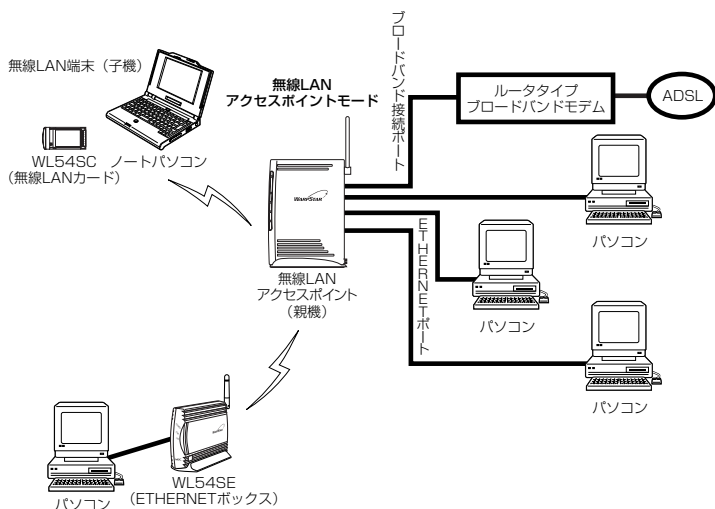 無線LAN端末（子機）
WL54SC
（無線LANカード）
ノートパソコン
無線LAN
アクセスポイントモード
ブロードバンド接続ポート
ルータタイプ
ブロードバンドモデム
ADSL
パソコン
WARPSTAR
無線LAN
アクセスポイント
（親機）
ETHERNETポート
パソコン
パソコン
パソコン
WARPSTAR
WL54SE
（ETHERNETボックス）